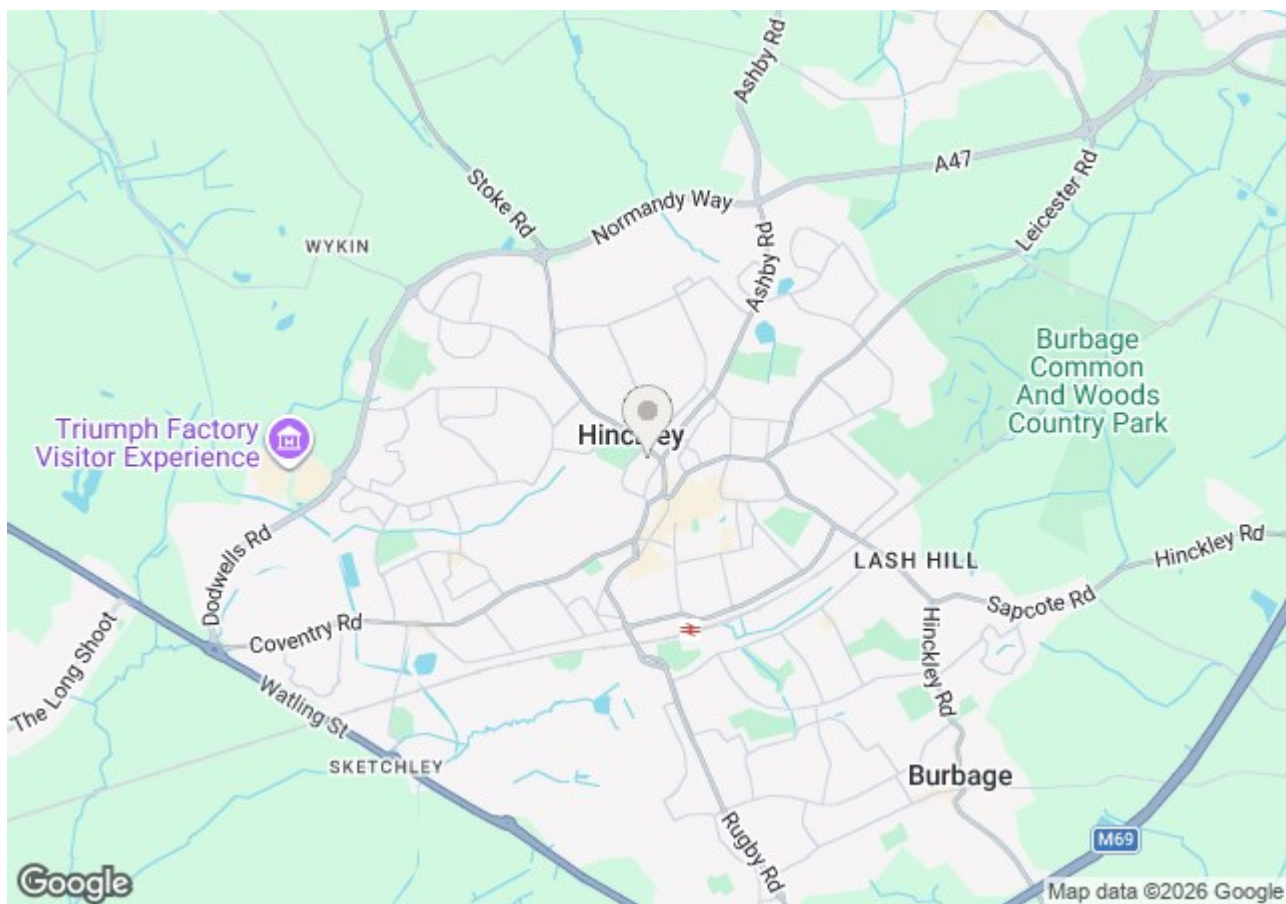 Ashby Rd
A47
Leicester Rd
Stoke Rd
Normandy Way
WYKIN
Ashby Rd
Burbage
Common
And Woods
Country Park
Triumph Factory
Visitor Experience
Hinckley
Dodwells Rd
LASH HILL
Hinckley Rd
Sapcote Rd
The Long Shoot
Coventry Rd
Hinckley Rd
Watling St
SKETCHLEY
Burbage
Rugby Rd
M69
Google
Map data ©2026 Google